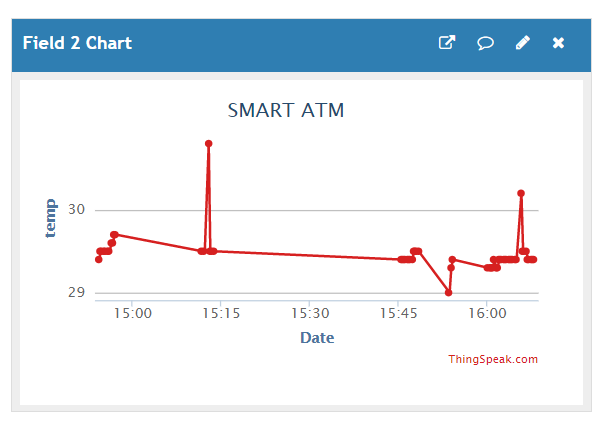 Field 2 Chart
SMART ATM
temp
30
29
15:00 15:15 15:30 15:45 16:00
Date
ThingSpeak.com